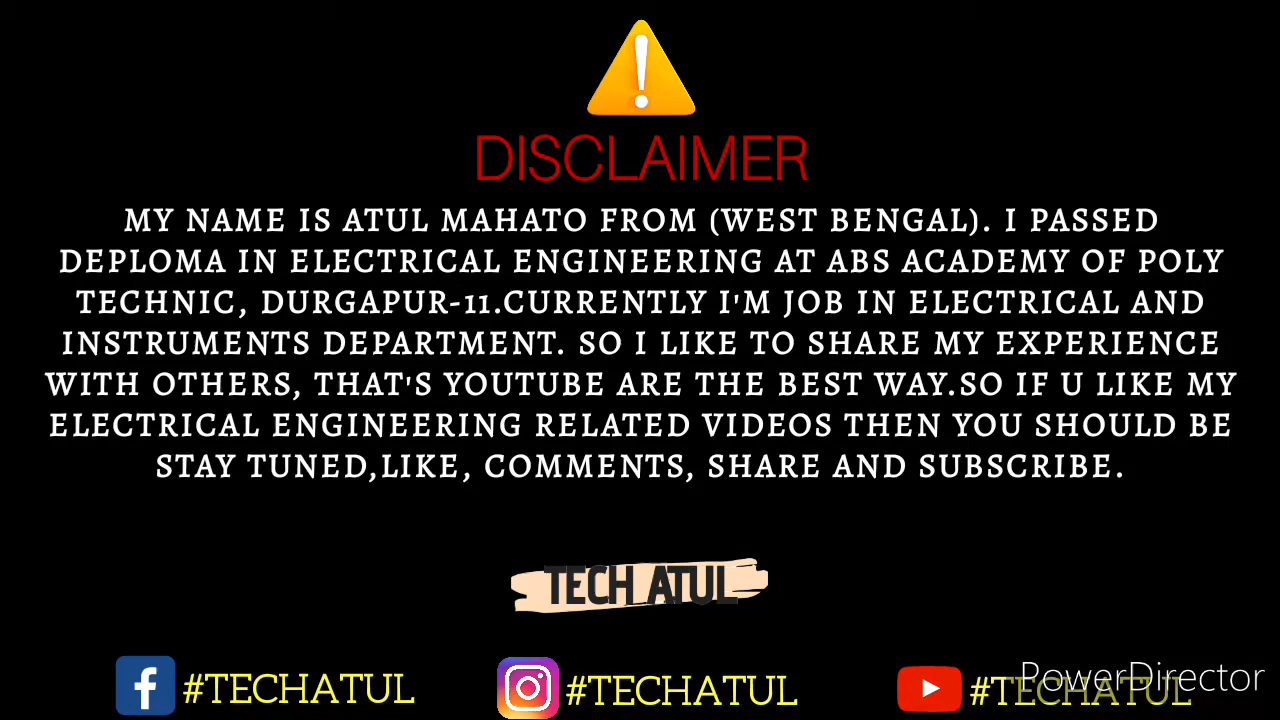 DISCLAIMER
MY NAME IS ATUL MAHATO FROM (WEST BENGAL). I PASSED
DEPLOMA IN ELECTRICAL ENGINEERING AT ABS ACADEMY OF POLY
TECHNIC, DURGAPUR-11.CURRENTLY I'M JOB IN ELECTRICAL AND
INSTRUMENTS DEPARTMENT. SO I LIKE TO SHARE MY EXPERIENCE
WITH OTHERS, THAT'S YOUTUBE ARE THE BEST WAY.SO IF U LIKE MY
ELECTRICAL ENGINEERING RELATED VIDEOS THEN YOU SHOULD BE
STAY TUNED,LIKE, COMMENTS, SHARE AND SUBSCRIBE.
TECH ATUL
#TECHATUL
#TECHATUL
#TECHATUL
PowerDirector